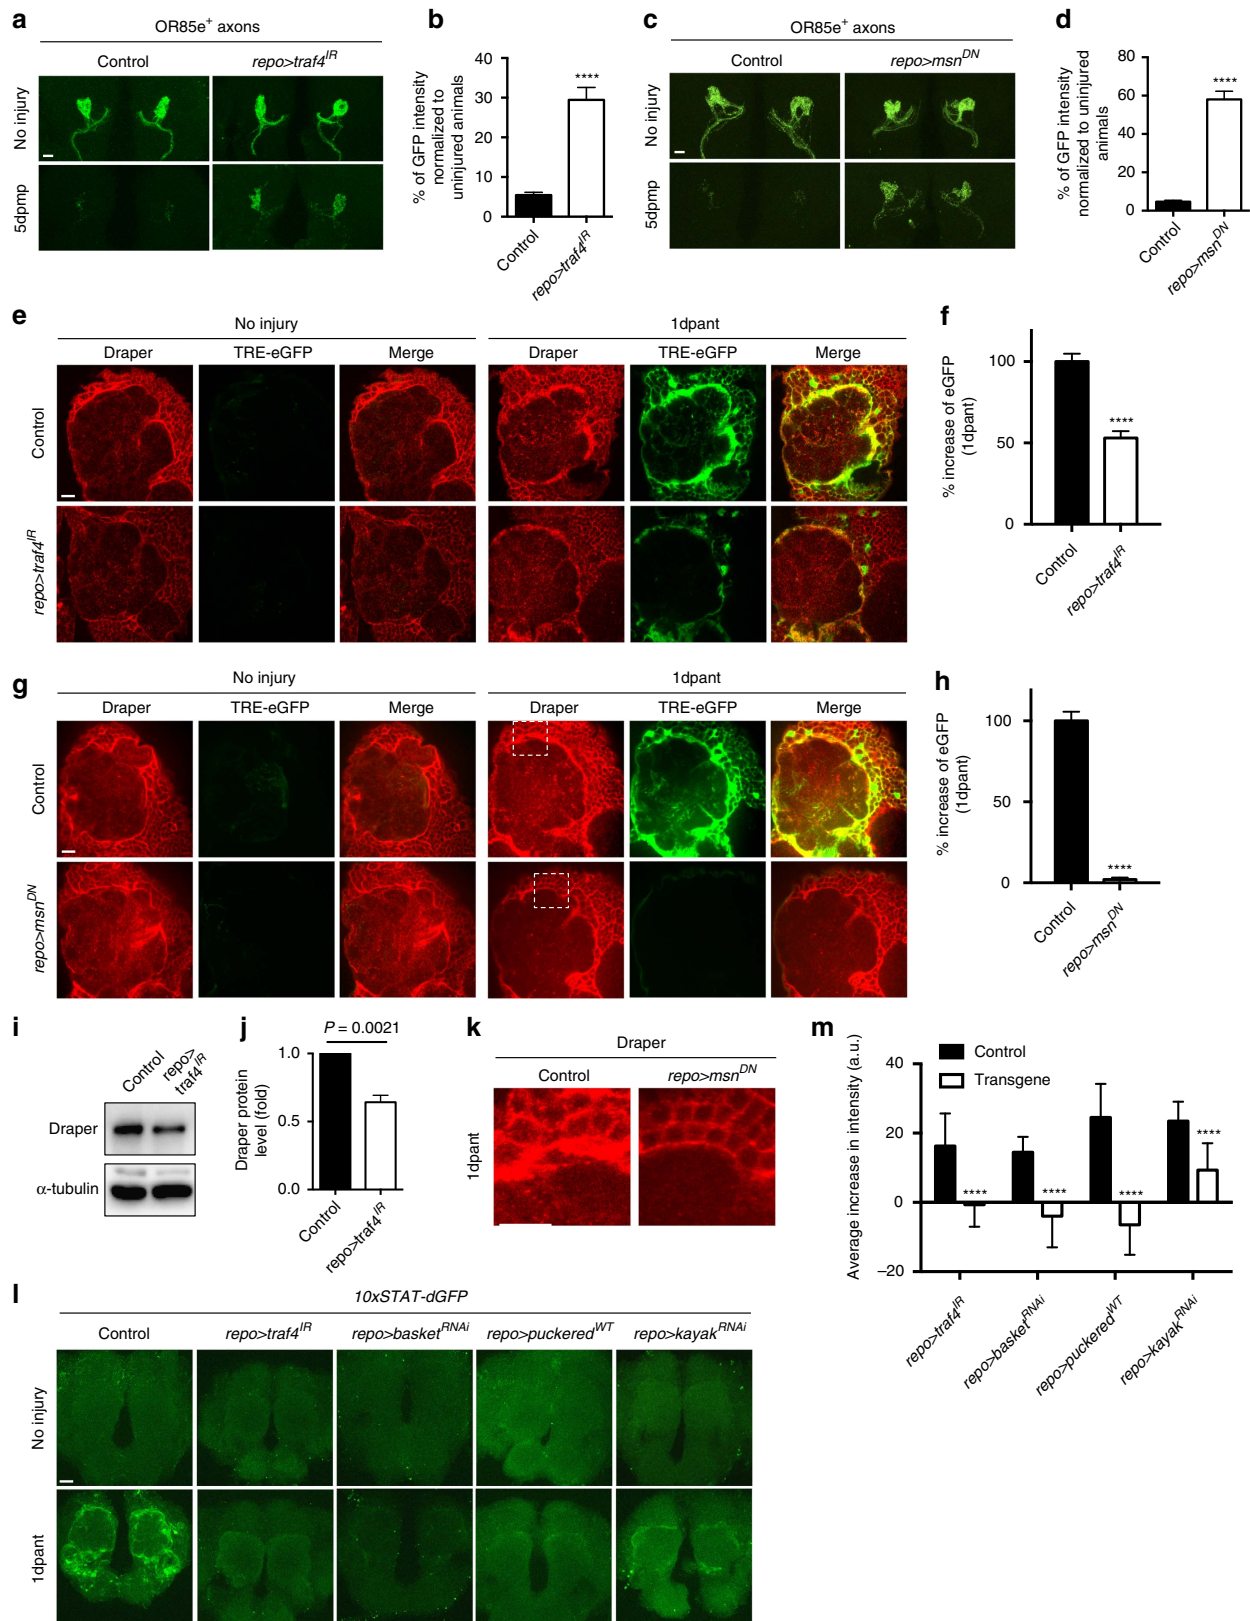 a
OR85e+ axons
Control
repo>traf4IR
No injury
5dpmp
b
% of GFP intensity
normalized to
uninjured animals
40
30
20
10
0
****
Control
repo>traf4IR
c
OR85e+ axons
Control
repo>msnDN
No injury
5dpmp
d
% of GFP intensity
normalized to uninjured
animals
80
60
40
20
0
****
Control
repo>msnDN
e
No injury
1dpant
Draper
TRE-eGFP
Merge
Draper
TRE-eGFP
Merge
Control
repo>traf4IR
f
% increase of eGFP
(1dpant)
100
50
0
****
Control
repo>traf4IR
g
No injury
1dpant
Draper
TRE-eGFP
Merge
Draper
TRE-eGFP
Merge
Control
repo>msnDN
h
% increase of eGFP
(1dpant)
100
50
0
****
Control
repo>msnDN
i
Control
repo>
traf4IR
Draper
α-tubulin
j
P = 0.0021
Draper protein
level (fold)
1.0
0.5
0.0
Control
repo>traf4IR
k
Draper
Control
repo>msnDN
1dpant
m
Control
Transgene
Average increase in intensity (a.u.)
40
20
0
–20
****
****
****
****
repo>traf4IR
repo>basketRNAi
repo>puckeredWT
repo>kayakRNAi
l
10xSTAT-dGFP
Control
repo>traf4IR
repo>basketRNAi
repo>puckeredWT
repo>kayakRNAi
No injury
1dpant